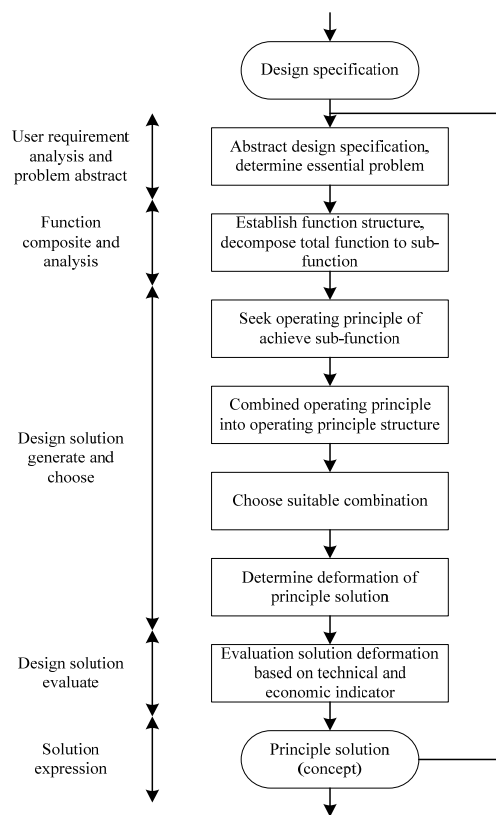 Design specification
User requirement
analysis and
problem abstract
Abstract design specification,
determine essential problem
Function
composite and
analysis
Establish function structure,
decompose total function to sub-
function
Seek operating principle of
achieve sub-function
Combined operating principle
into operating principle structure
Design solution
generate and
choose
Choose suitable combination
Determine deformation of
principle solution
Design solution
evaluate
Evaluation solution deformation
based on technical and
economic indicator
Solution
expression
Principle solution
(concept)